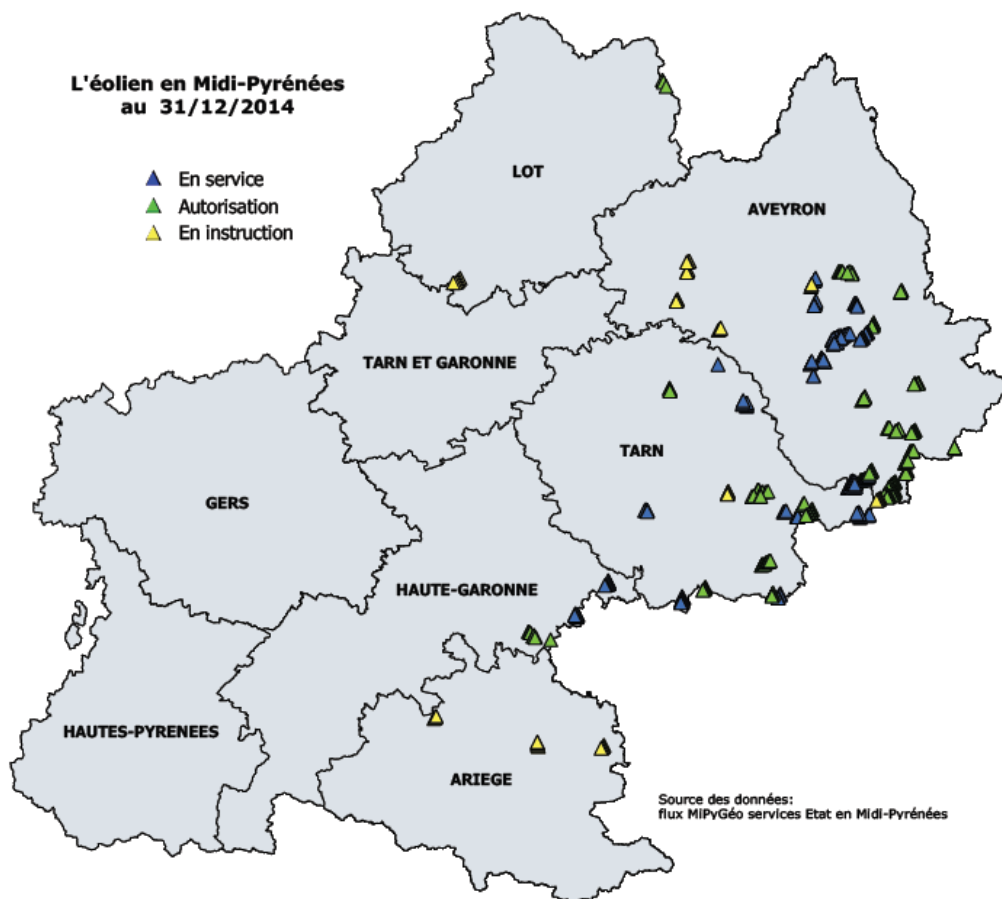 L'éolien en Midi-Pyrénées
au 31/12/2014
En service
Autorisation
En instruction
LOT
AVEYRON
TARN ET GARONNE
TARN
GERS
HAUTE-GARONNE
HAUTES-PYRENEES
ARIEGE
Source des données:
flux MiPyGéo services Etat en Midi-Pyrénées